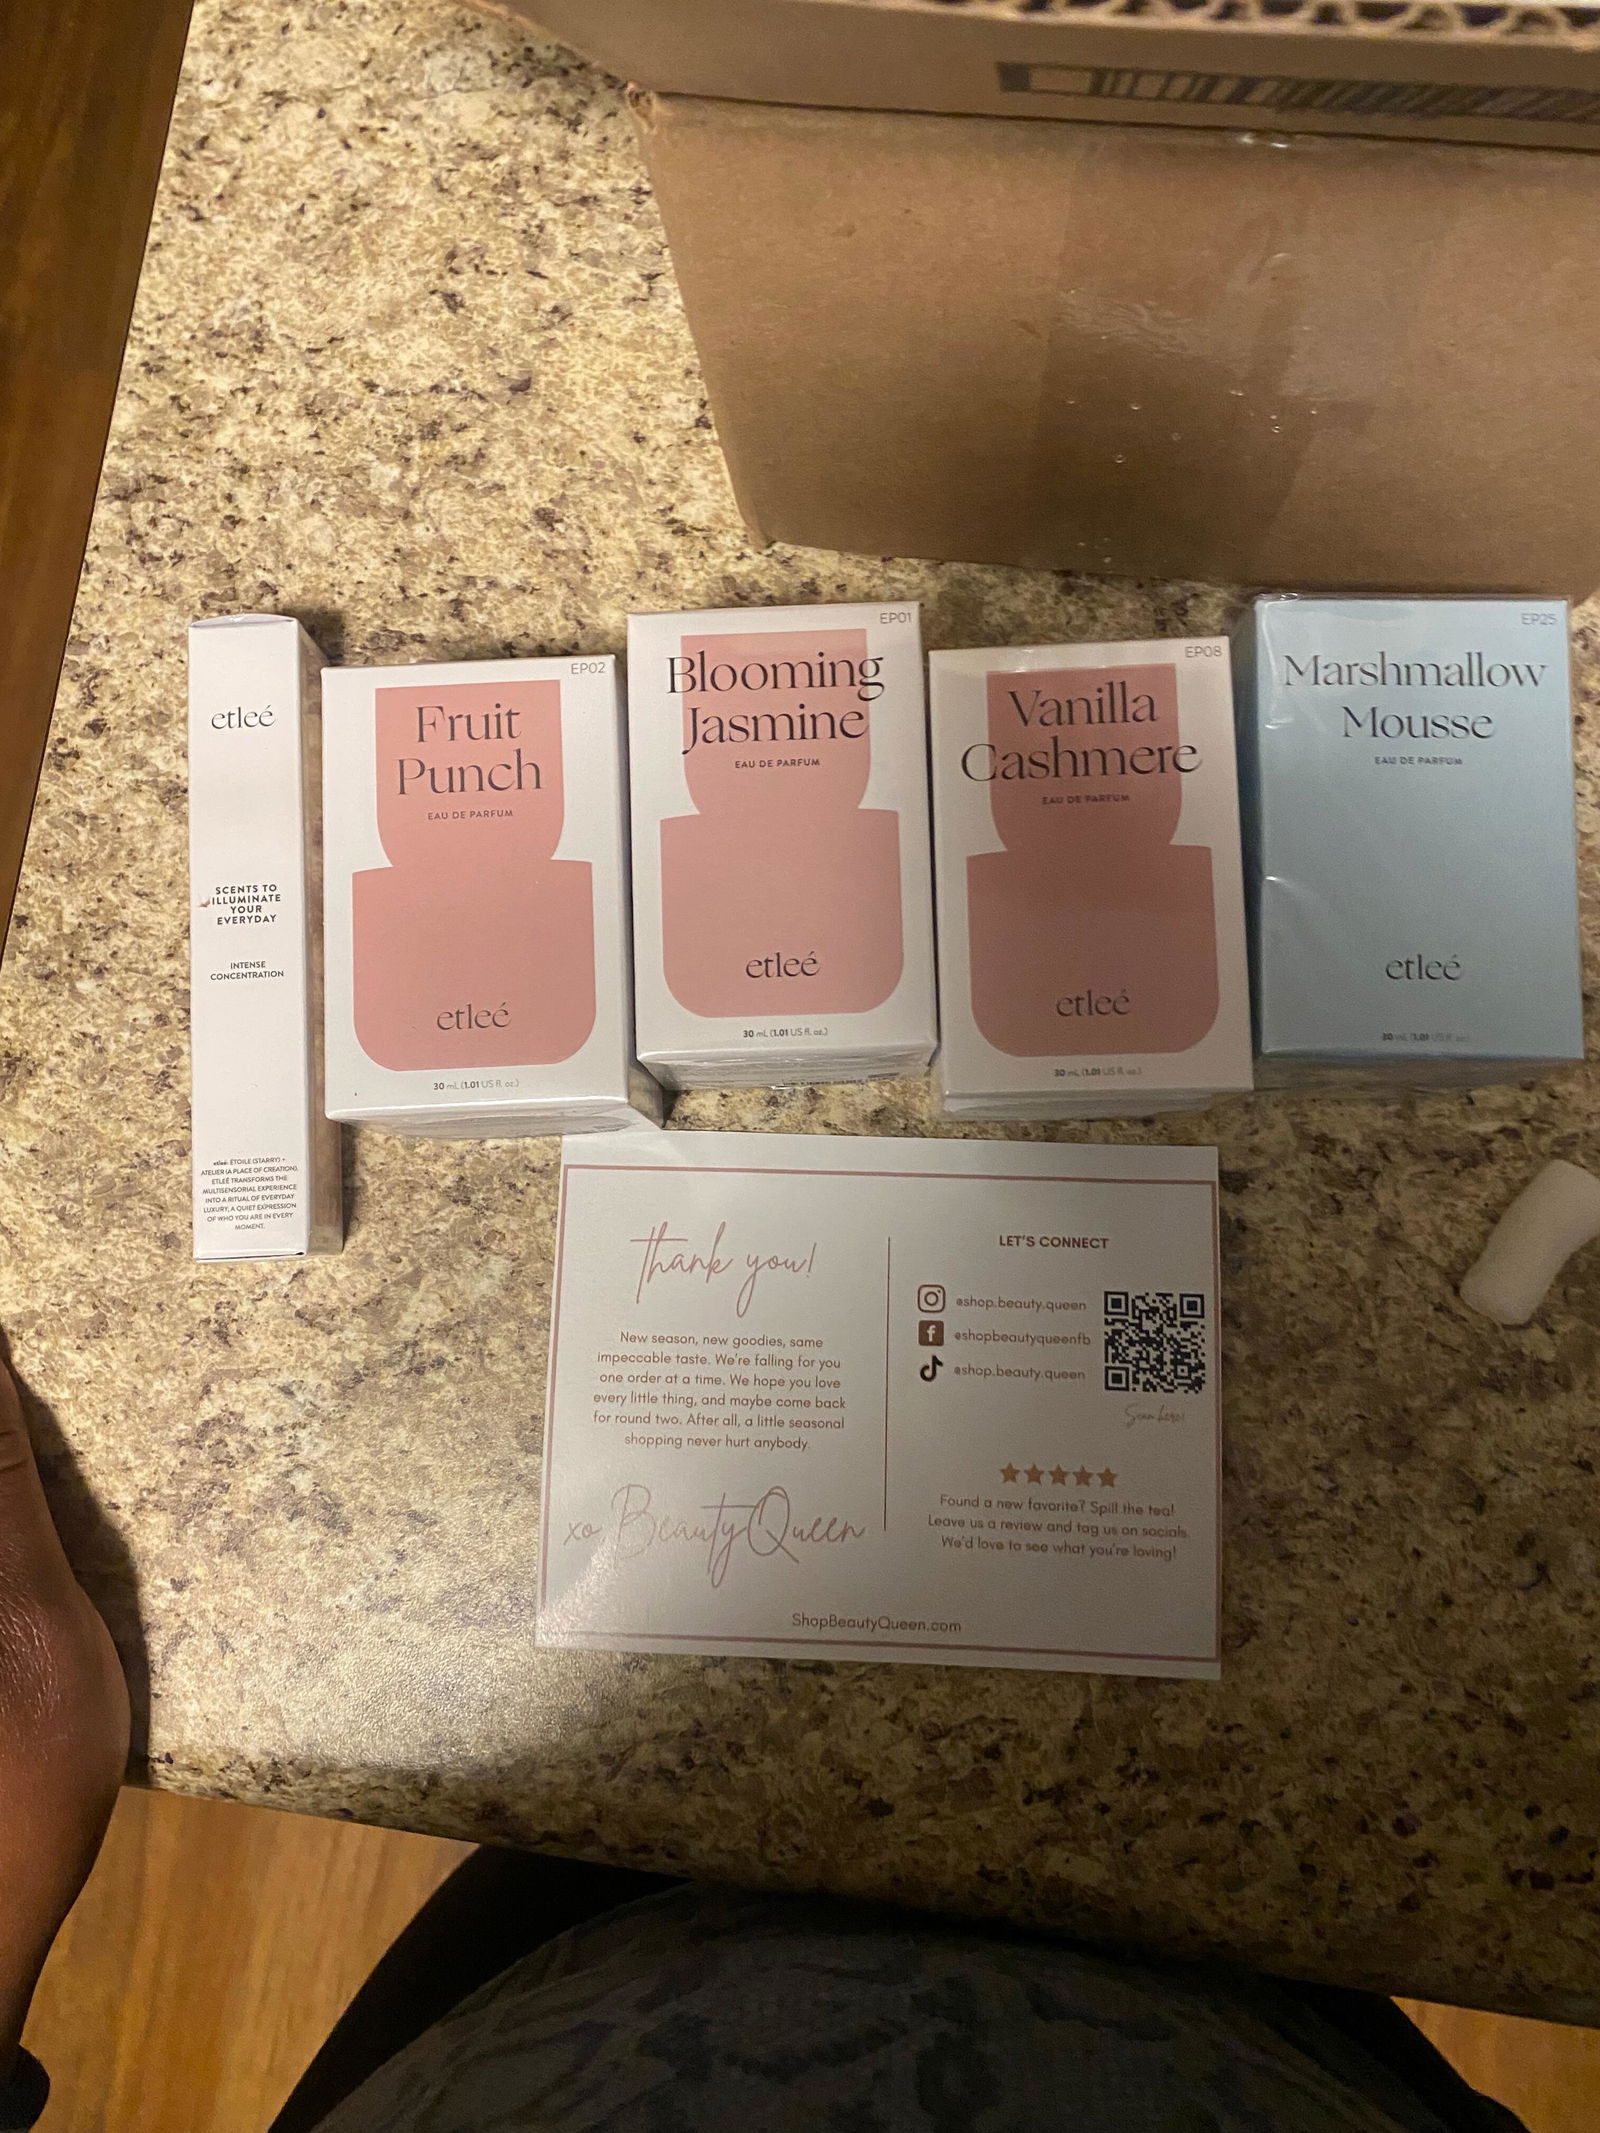 etleé
SCENTS TO
ILLUMINATE
YOUR
EVERYDAY
INTENSE
CONCENTRATION
etleé: ÉTOILE (STARRY) +
ATELIER (A PLACE OF CREATION).
ETLEÉ TRANSFORMS THE
MULTISENSORIAL EXPERIENCE
INTO A RITUAL OF EVERYDAY
LUXURY, A QUIET EXPRESSION
OF WHO YOU ARE IN EVERY
MOMENT.
EP02
Fruit
Punch
EAU DE PARFUM
etleé
30 mL (1.01 US fl. oz.)
EP01
Blooming
Jasmine
EAU DE PARFUM
etleé
30 mL (1.01 US fl. oz.)
EP08
Vanilla
Cashmere
EAU DE PARFUM
etleé
30 mL (1.01 US fl. oz.)
EP25
Marshmallow
Mousse
EAU DE PARFUM
etleé
30 mL (1.01 US fl. oz.)
thank you!
New season, new goodies, same
impeccable taste. We're falling for you
one order at a time. We hope you love
every little thing, and maybe come back
for round two. After all, a little seasonal
shopping never hurt anybody.
xo BeautyQueen
LET'S CONNECT
@shop.beauty.queen
@shopbeautyqueenfb
@shop.beauty.queen
Scan here!
Found a new favorite? Spill the tea!
Leave us a review and tag us on socials.
We'd love to see what you're loving!
ShopBeautyQueen.com